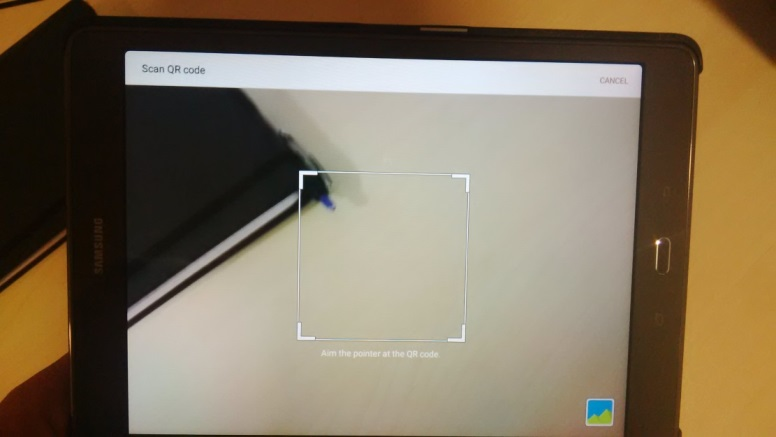 Scan QR code
CANCEL
SAMSUNG
Aim the pointer at the QR code.